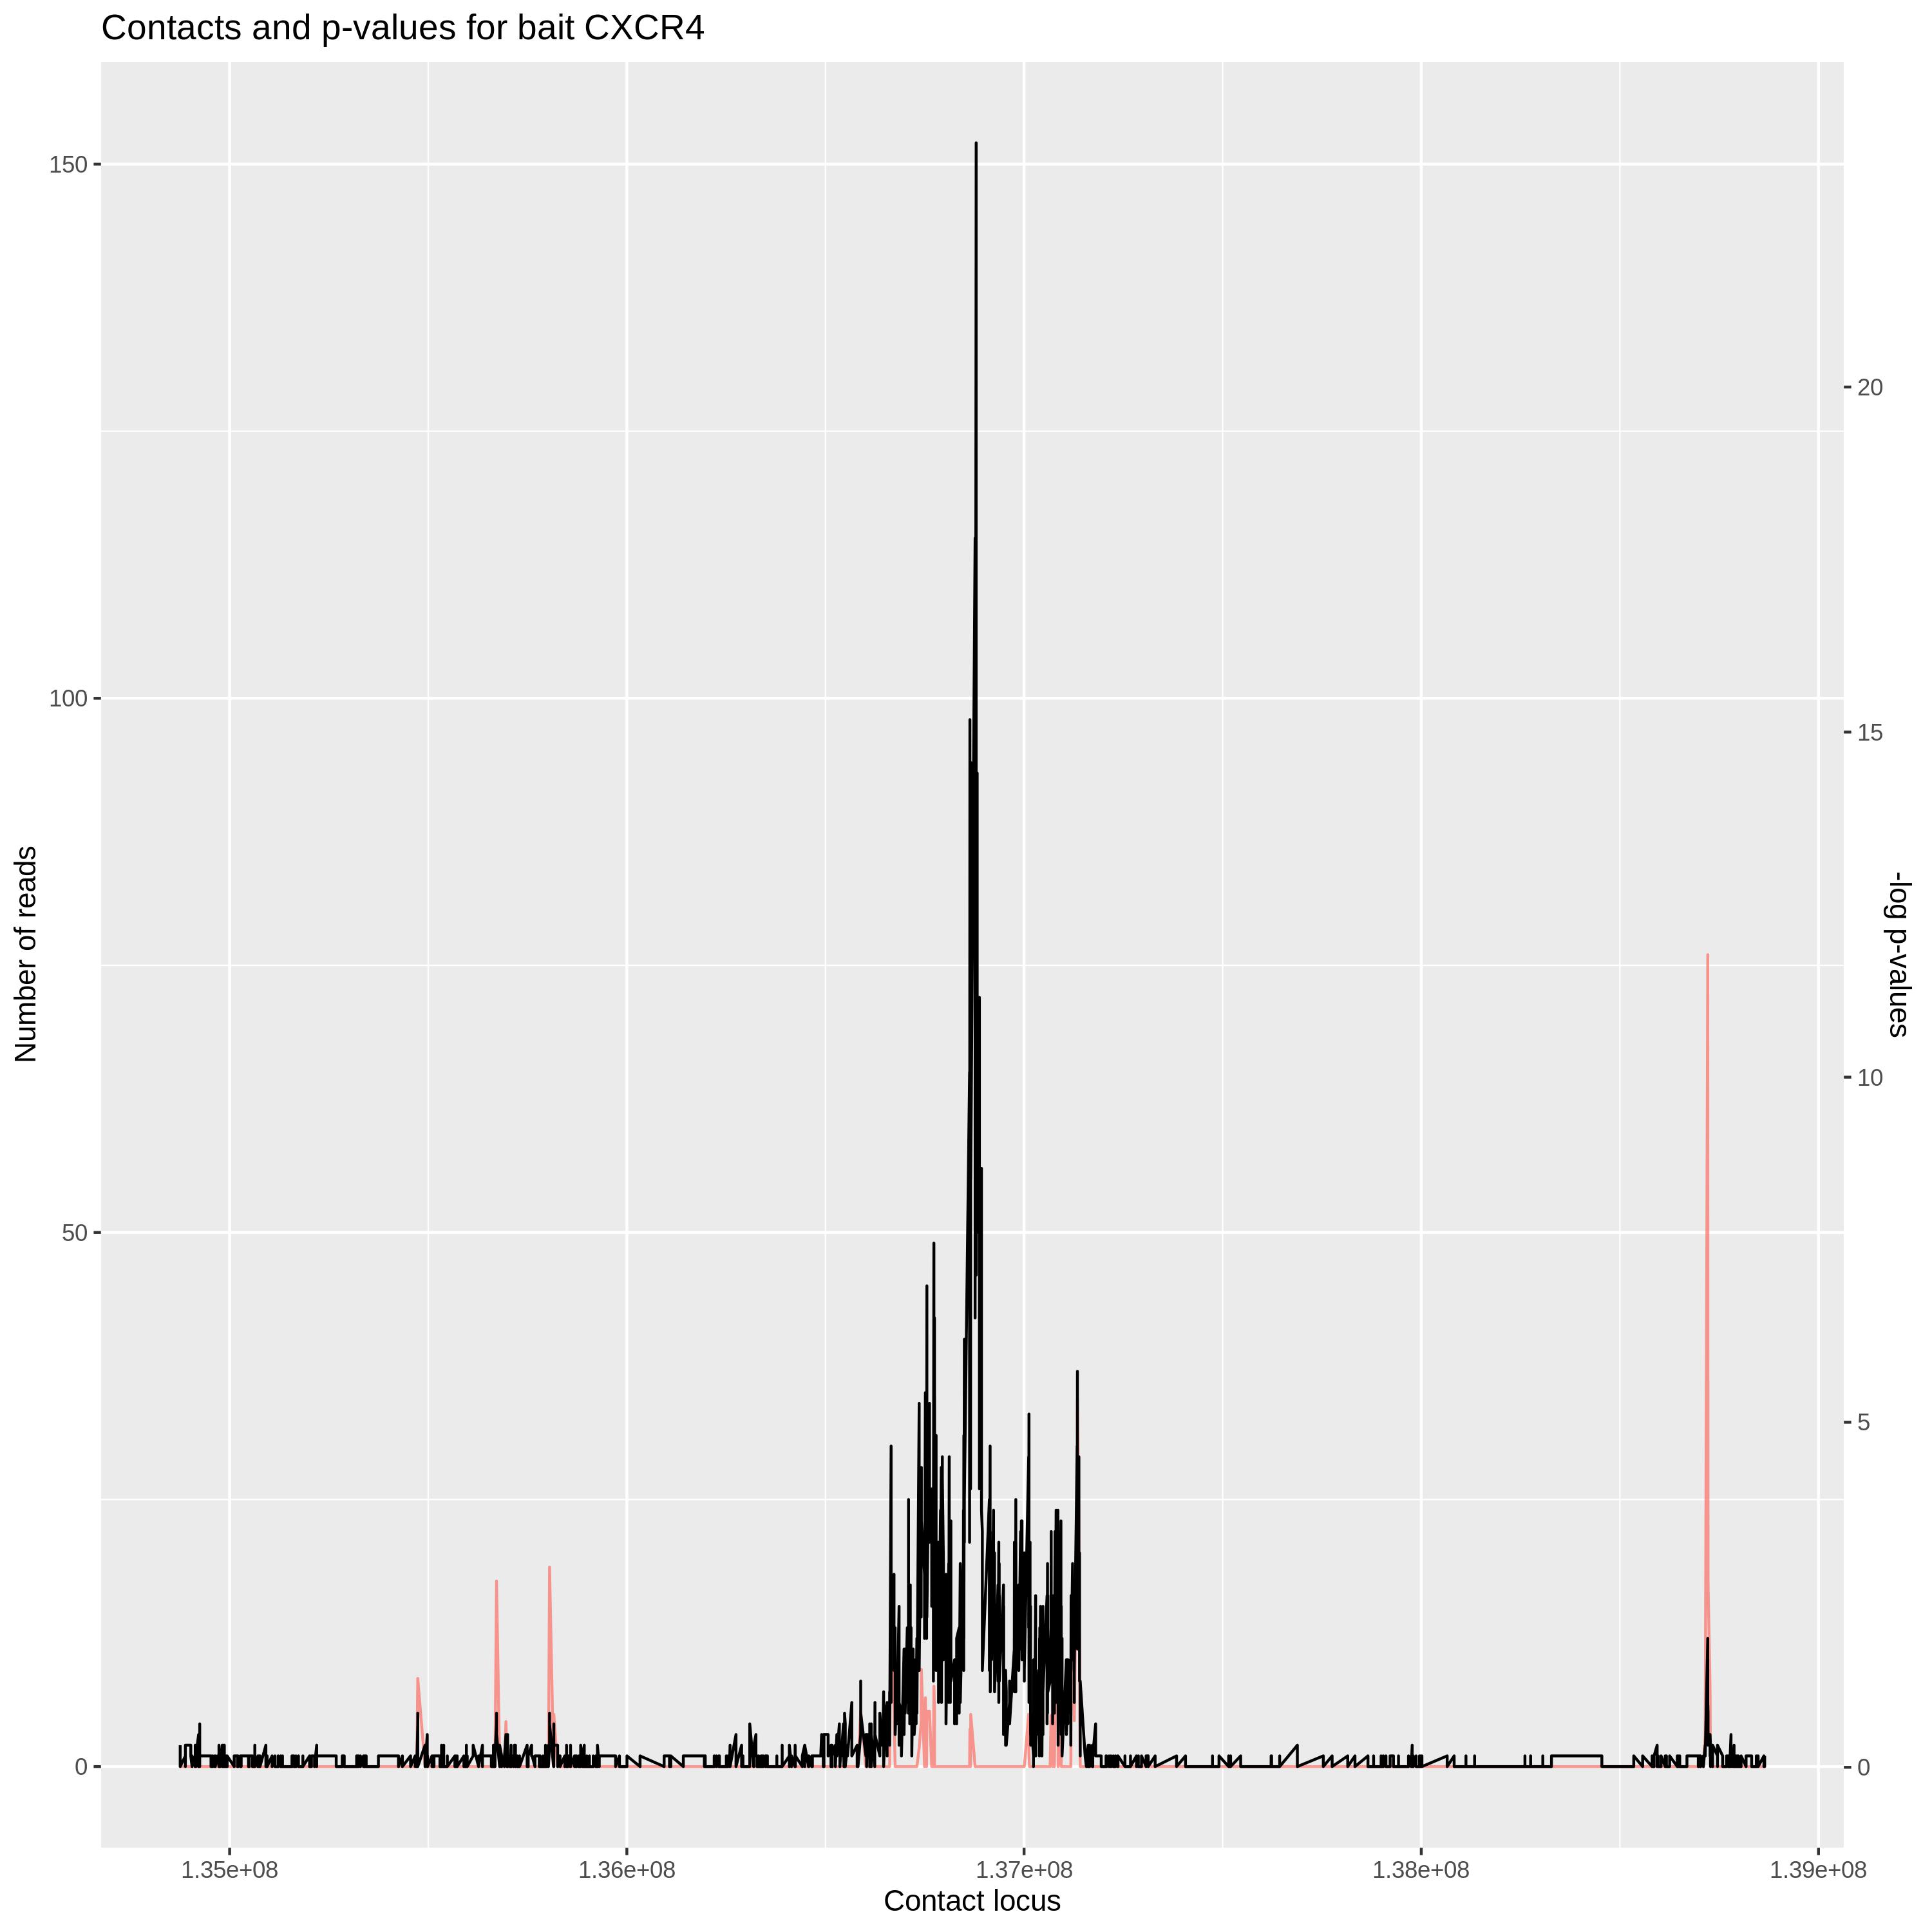 Contacts and p-values for bait CXCR4
150
100
50
0
Number of reads
20
15
10
5
0
-log p-values
1.35e+08 1.36e+08 1.37e+08 1.38e+08 1.39e+08
Contact locus